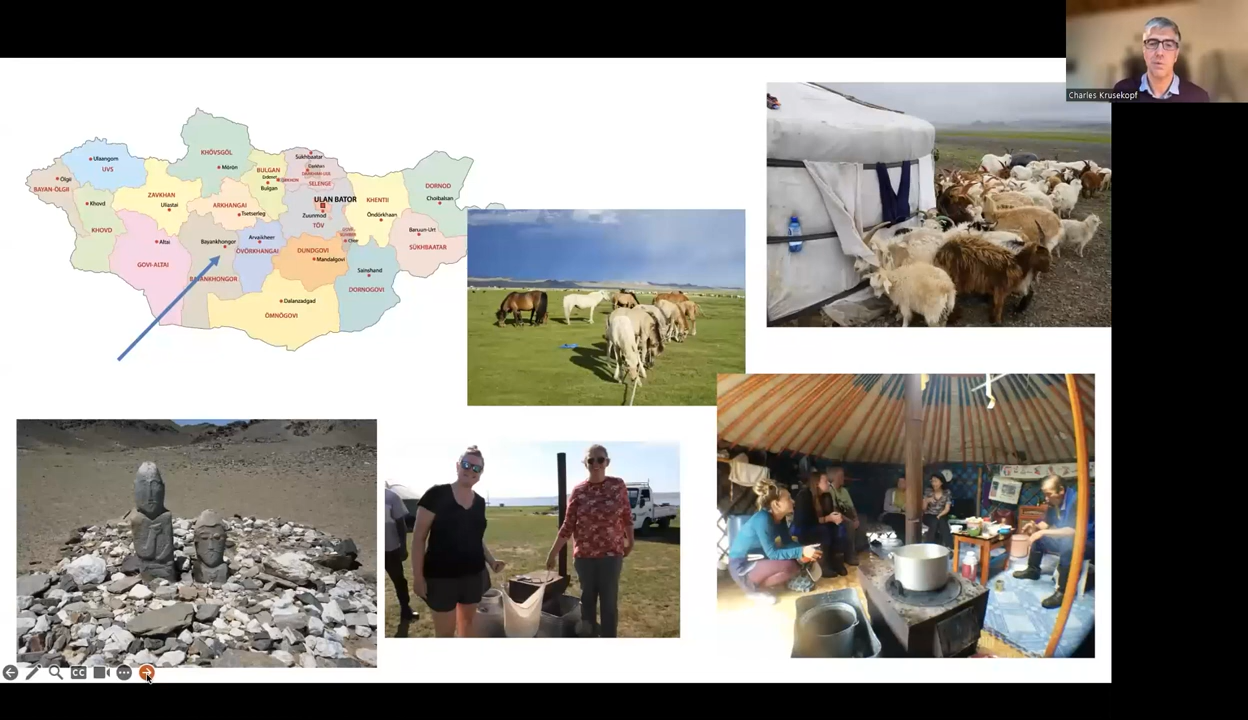 Charles Krusekopf
KHÖVSGÖL
Mörön
Ulaangom
UVS
Ölgii
BAYAN-ÖLGII
Khovd
KHOVD
ZAVKHAN
Uliastai
ARKHANGAI
Tsetserleg
BULGAN
Bulgan
Sükhbaatar
SELENGE
ULAN BATOR
Zuunmod
TÖV
KHENTII
Öndörkhaan
DORNOD
Choibalsan
Baruun-Urt
SÜKHBAATAR
Altai
GOVI-ALTAI
Bayankhongor
BAYANKHONGOR
Arvaikheer
ÖVÖRKHANGAI
DUNDGOVI
Mandalgovi
Choir
Sainshand
DORNOGOVI
Dalanzadgad
ÖMNÖGOVI
CC